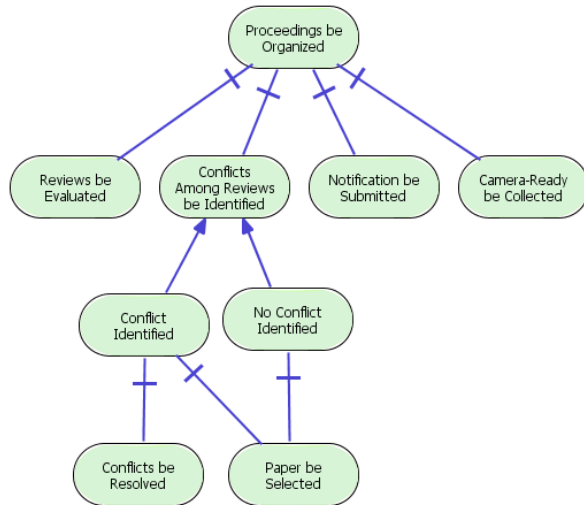 Proceedings be
Organized
Reviews be
Evaluated
Conflicts
Among Reviews
be Identified
Notification be
Submitted
Camera-Ready
be Collected
Conflict
Identified
No Conflict
Identified
Conflicts be
Resolved
Paper be
Selected